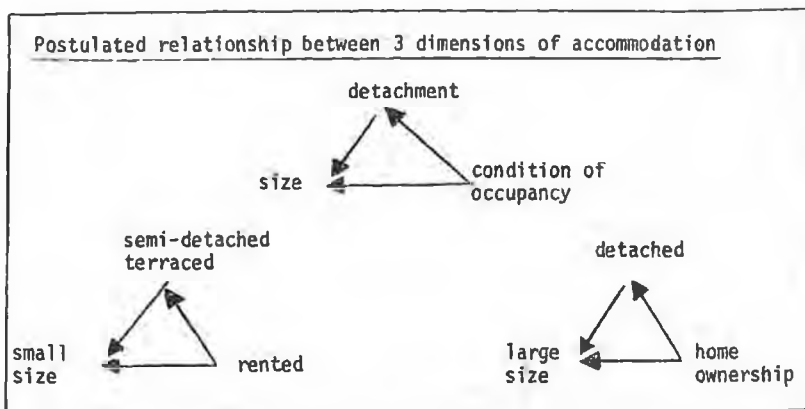 Postulated relationship between 3 dimensions of accommodation
detachment
size
condition of
occupancy
semi-detached
terraced
small
size
rented
detached
large
size
home
ownership